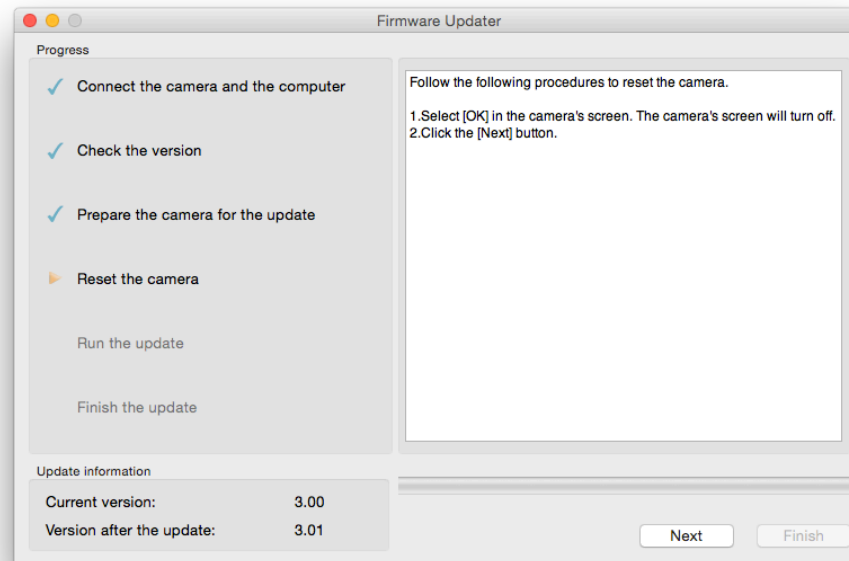 Firmware Updater
Progress
Connect the camera and the computer
Check the version
Prepare the camera for the update
Reset the camera
Run the update
Finish the update
Follow the following procedures to reset the camera.
1.Select [OK] in the camera's screen. The camera's screen will turn off.
2.Click the [Next] button.
Update information
Current version: 3.00
Version after the update: 3.01
Next
Finish